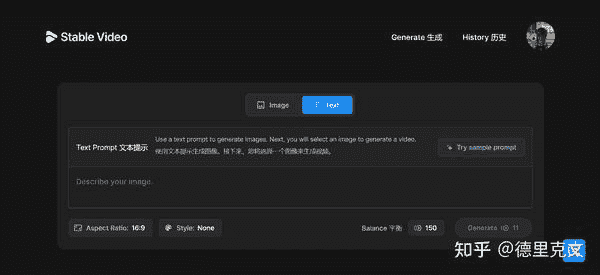 Stable Video
Generate 生成
History 历史
Image
Text
Text Prompt 文本提示
Use a text prompt to generate images. Next, you will select an image to generate a video.
使用文本提示生成图像。接下来，您将选择一个图像来生成视频。
Try sample prompt
Describe your image.
Aspect Ratio: 16:9
Style: None
Balance 平衡
150
Generate
11
知乎 @德里克文